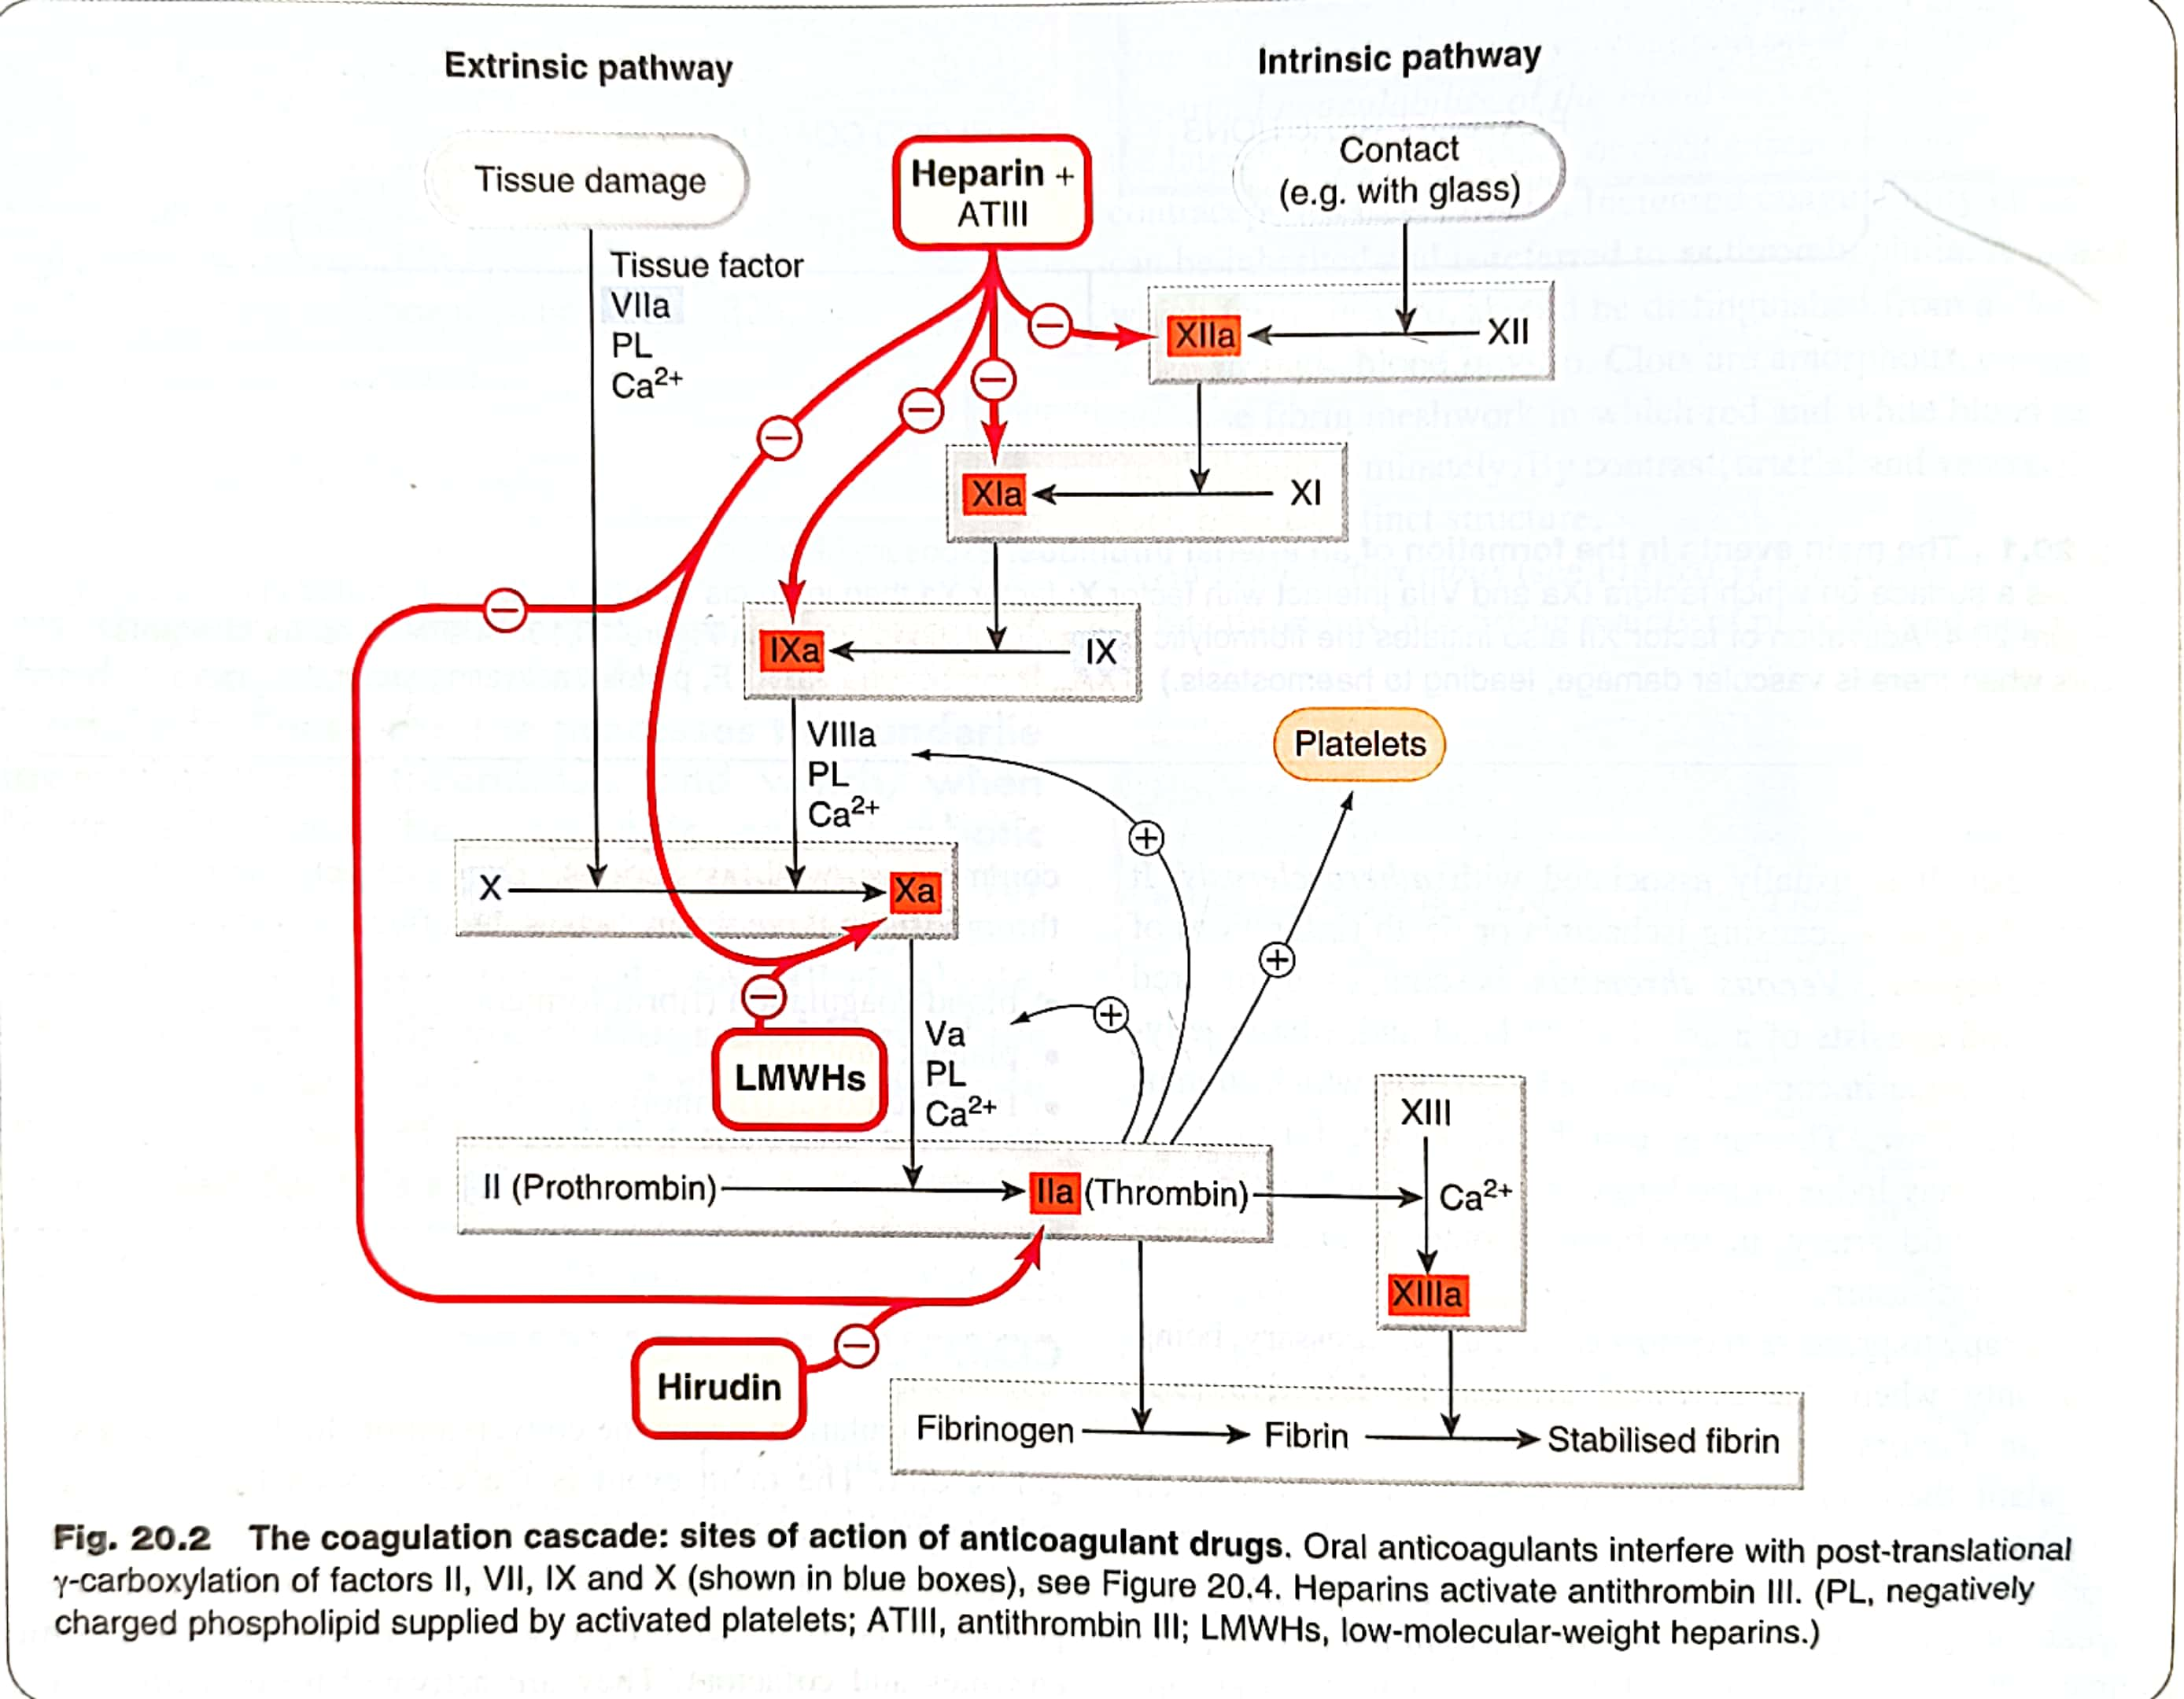 Extrinsic pathway
Intrinsic pathway
Tissue damage
Heparin +
ATIII
Contact
(e.g. with glass)
Tissue factor
VIIa
PL
Ca²⁺
XIIa
XII
XIa
XI
IXa
IX
VIIIa
PL
Ca²⁺
Platelets
X
Xa
LMWHs
Va
PL
Ca²⁺
II (Prothrombin)
IIa (Thrombin)
XIII
Ca²⁺
XIIIa
Hirudin
Fibrinogen
Fibrin
Stabilised fibrin
Fig. 20.2 The coagulation cascade: sites of action of anticoagulant drugs. Oral anticoagulants interfere with post-translational
γ-carboxylation of factors II, VII, IX and X (shown in blue boxes), see Figure 20.4. Heparins activate antithrombin III. (PL, negatively
charged phospholipid supplied by activated platelets; ATIII, antithrombin III; LMWHs, low-molecular-weight heparins.)